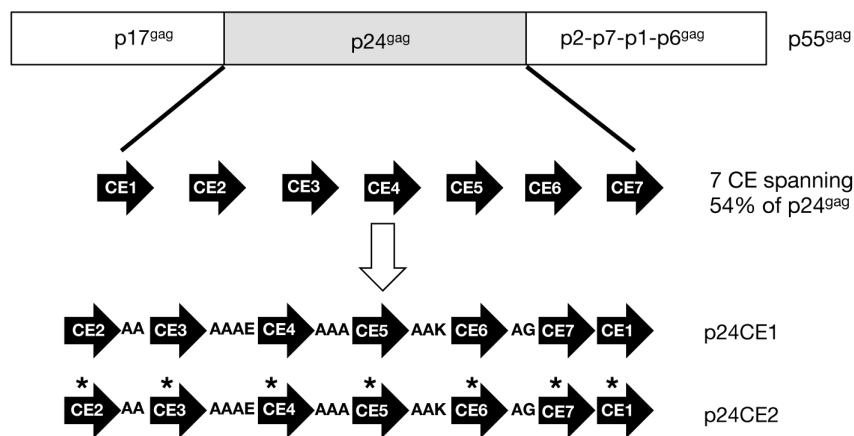 p17gag p24gag p2-p7-p1-p6gag p55gag
CE1 CE2 CE3 CE4 CE5 CE6 CE7
7 CE spanning
54% of p24gag
CE2 AA CE3 AAAE CE4 AAA CE5 AAK CE6 AG CE7 CE1 p24CE1
* * * * * * *
CE2 AA CE3 AAAE CE4 AAA CE5 AAK CE6 AG CE7 CE1 p24CE2